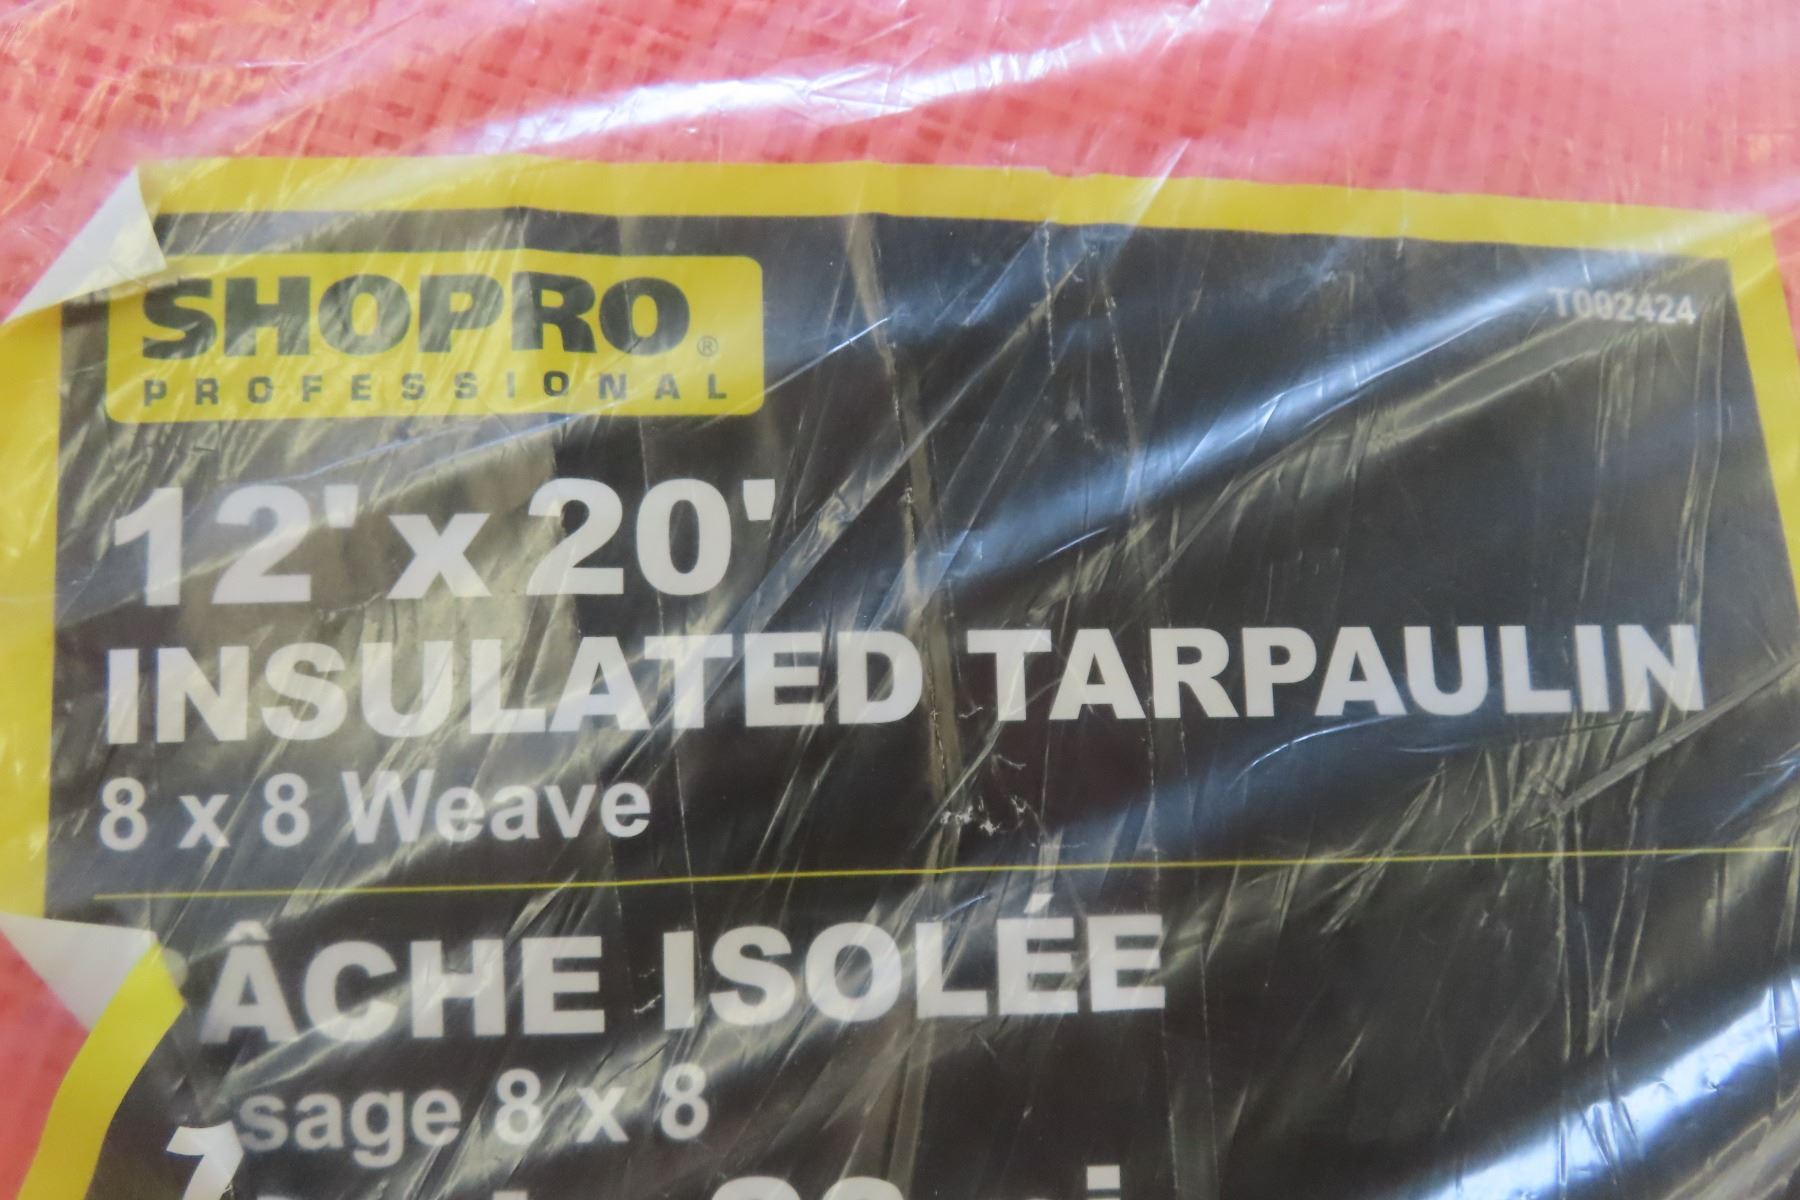 SHOPRO®
PROFESSIONAL
T002424
12' x 20'
INSULATED TARPAULIN
8 x 8 Weave
ÂCHE ISOLÉE
sage 8 x 8